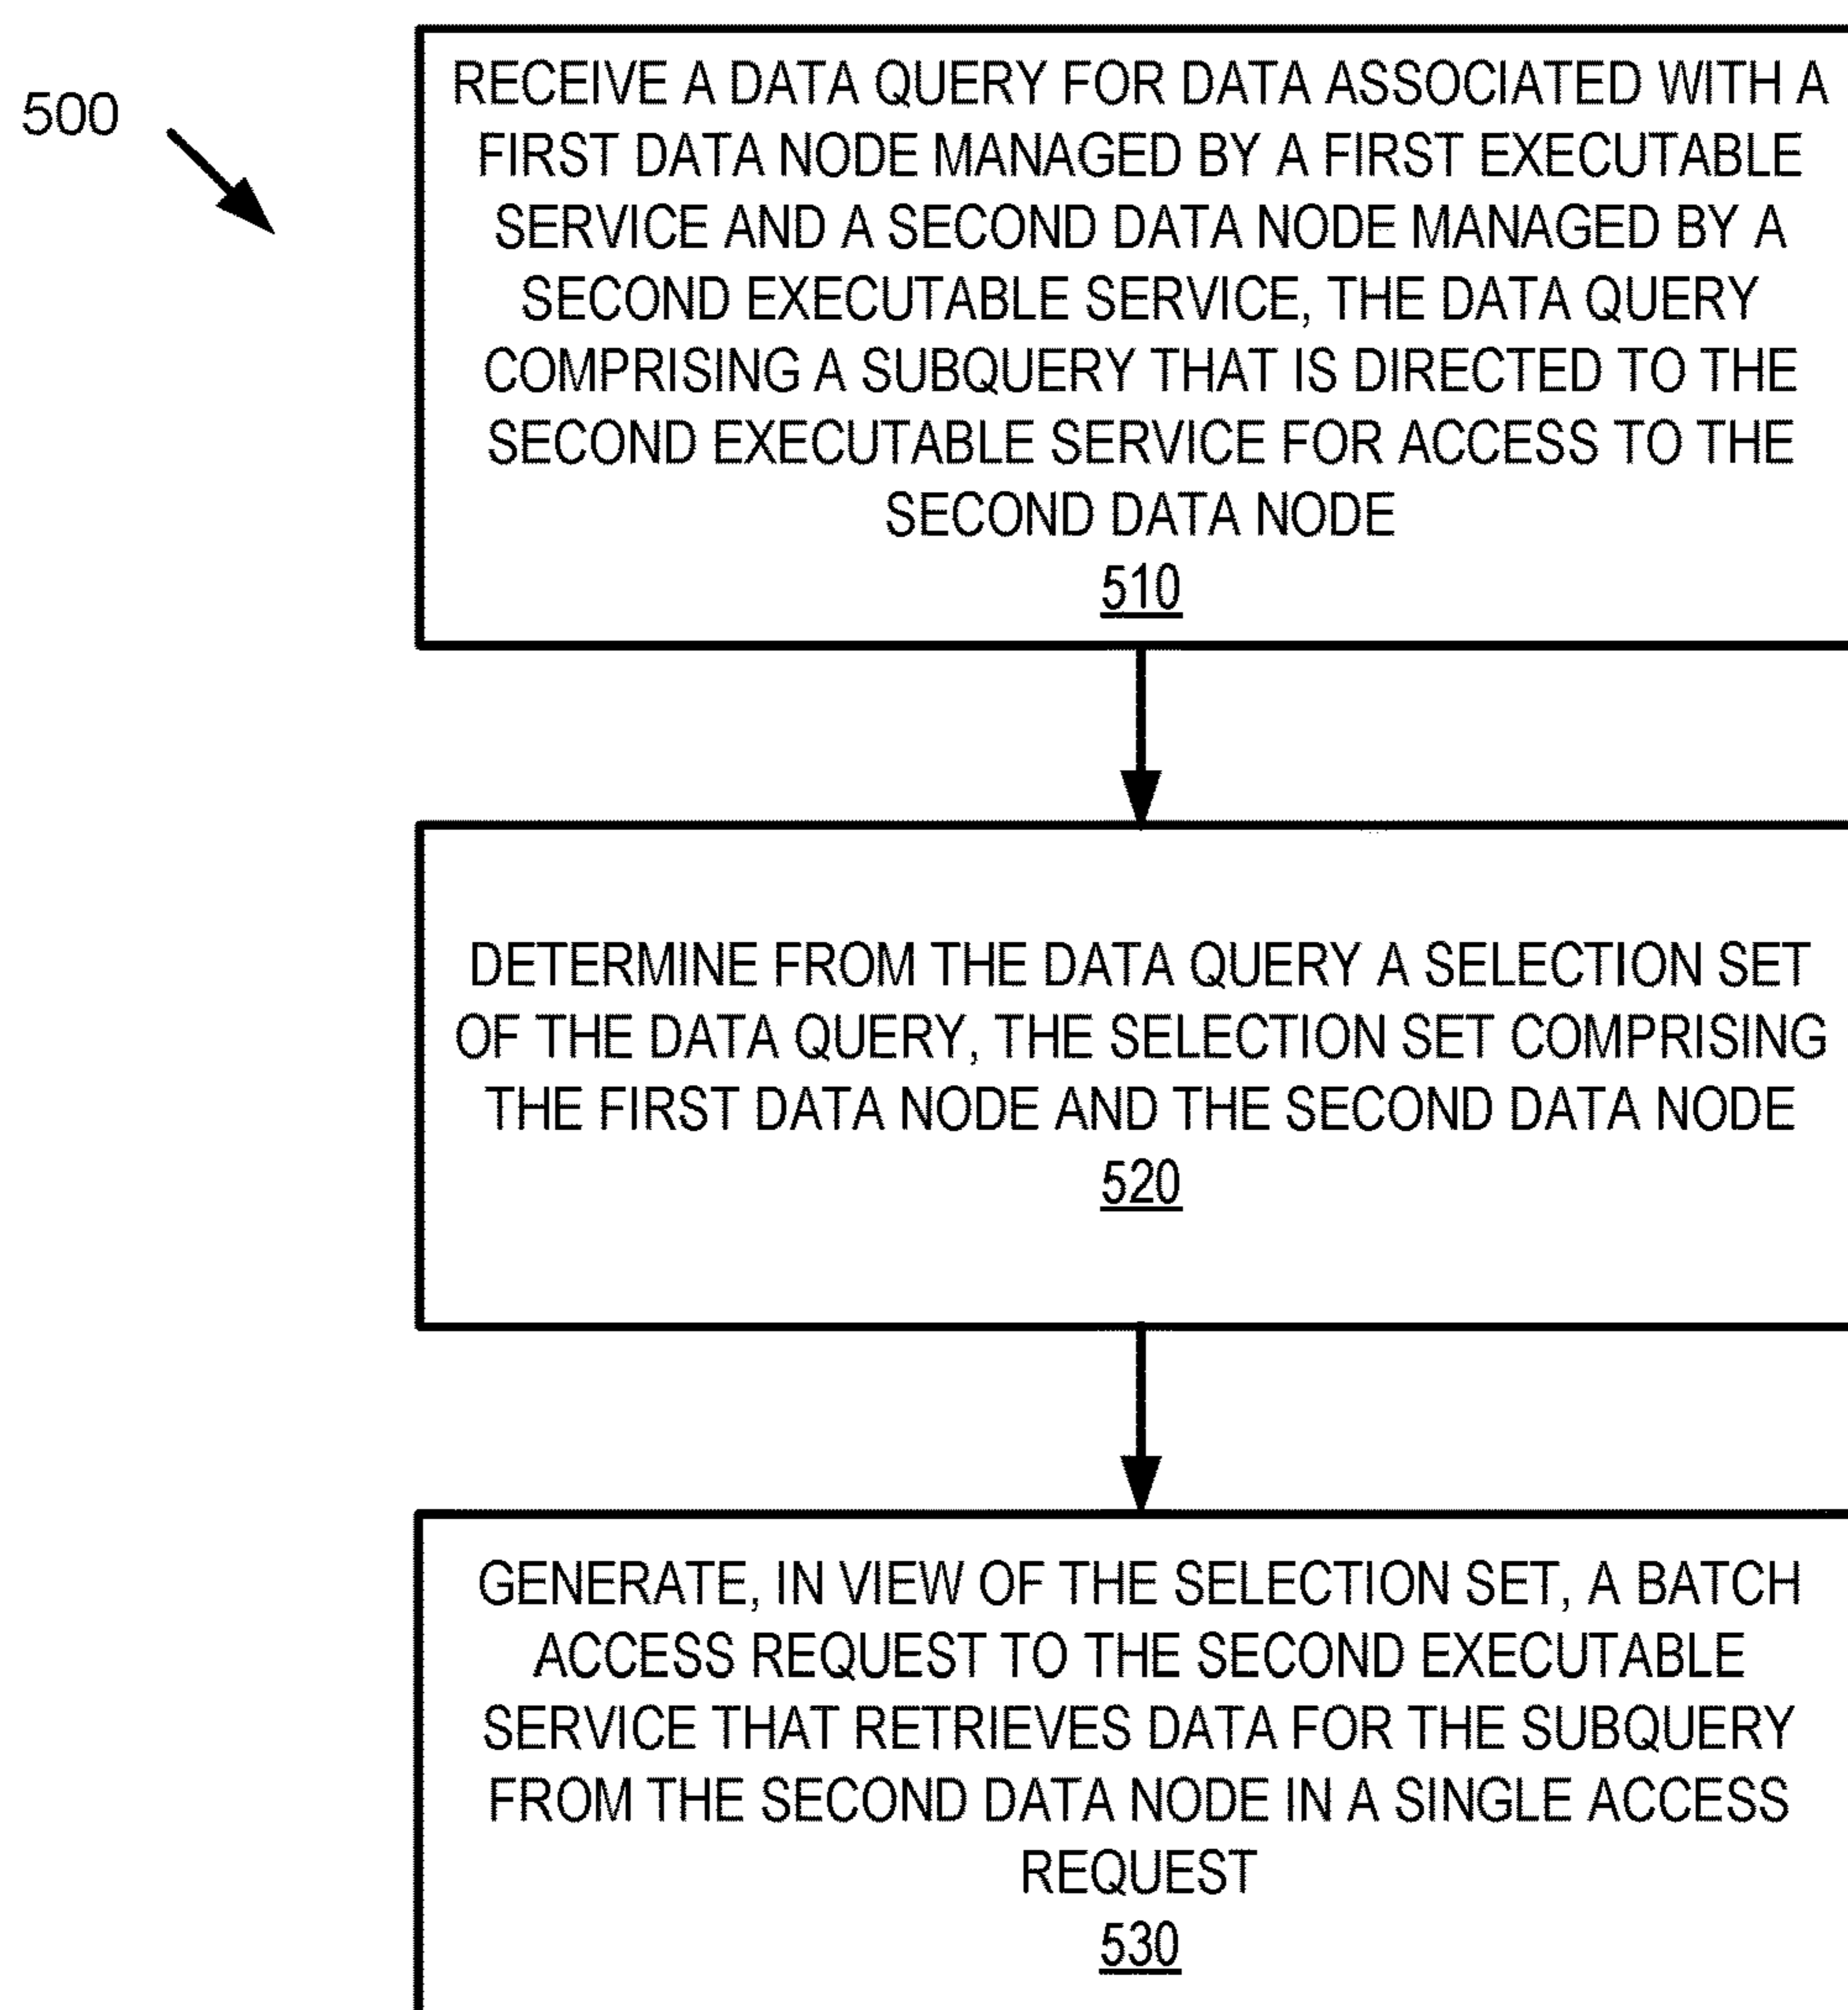 500
RECEIVE A DATA QUERY FOR DATA ASSOCIATED WITH A
FIRST DATA NODE MANAGED BY A FIRST EXECUTABLE
SERVICE AND A SECOND DATA NODE MANAGED BY A
SECOND EXECUTABLE SERVICE, THE DATA QUERY
COMPRISING A SUBQUERY THAT IS DIRECTED TO THE
SECOND EXECUTABLE SERVICE FOR ACCESS TO THE
SECOND DATA NODE
510
DETERMINE FROM THE DATA QUERY A SELECTION SET
OF THE DATA QUERY, THE SELECTION SET COMPRISING
THE FIRST DATA NODE AND THE SECOND DATA NODE
520
GENERATE, IN VIEW OF THE SELECTION SET, A BATCH
ACCESS REQUEST TO THE SECOND EXECUTABLE
SERVICE THAT RETRIEVES DATA FOR THE SUBQUERY
FROM THE SECOND DATA NODE IN A SINGLE ACCESS
REQUEST
530